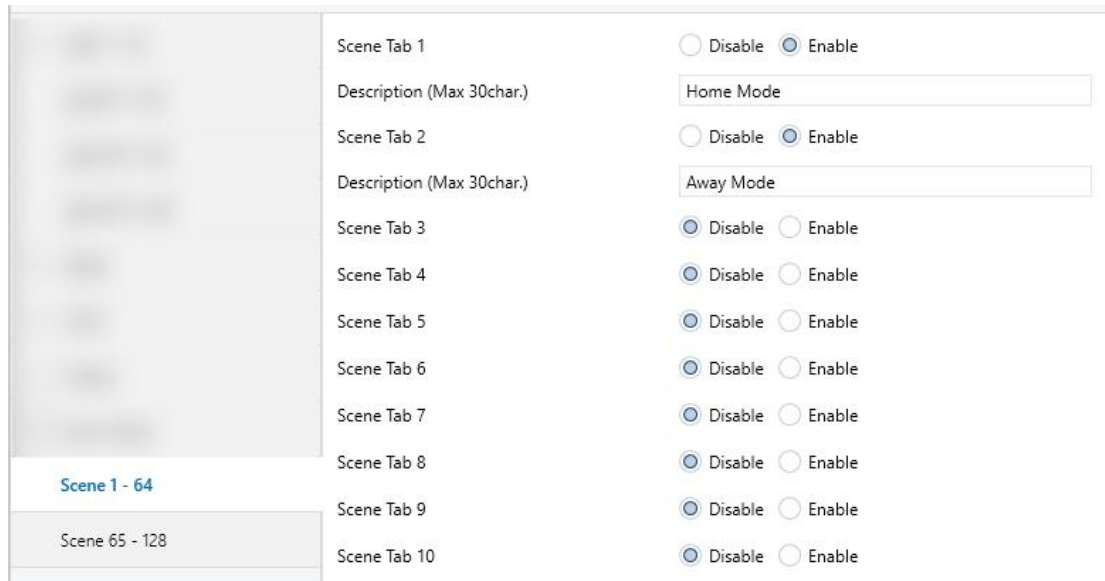 Scene Tab 1 Disable Enable
Description (Max 30char.) Home Mode
Scene Tab 2 Disable Enable
Description (Max 30char.) Away Mode
Scene Tab 3 Disable Enable
Scene Tab 4 Disable Enable
Scene Tab 5 Disable Enable
Scene Tab 6 Disable Enable
Scene Tab 7 Disable Enable
Scene Tab 8 Disable Enable
Scene 1 - 64
Scene Tab 9 Disable Enable
Scene 65 - 128
Scene Tab 10 Disable Enable